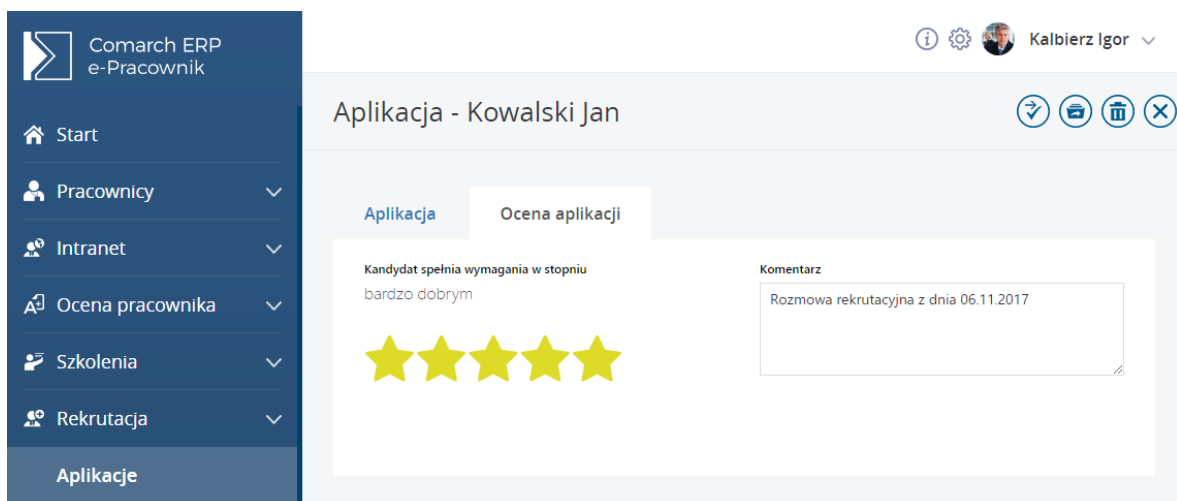 Comarch ERP
e-Pracownik
Kalbierz Igor
Aplikacja - Kowalski Jan
Start
Pracownicy
Intranet
Ocena pracownika
Szkolenia
Rekrutacja
Aplikacje
Aplikacja
Ocena aplikacji
Kandydat spełnia wymagania w stopniu
bardzo dobrym
Komentarz
Rozmowa rekrutacyjna z dnia 06.11.2017